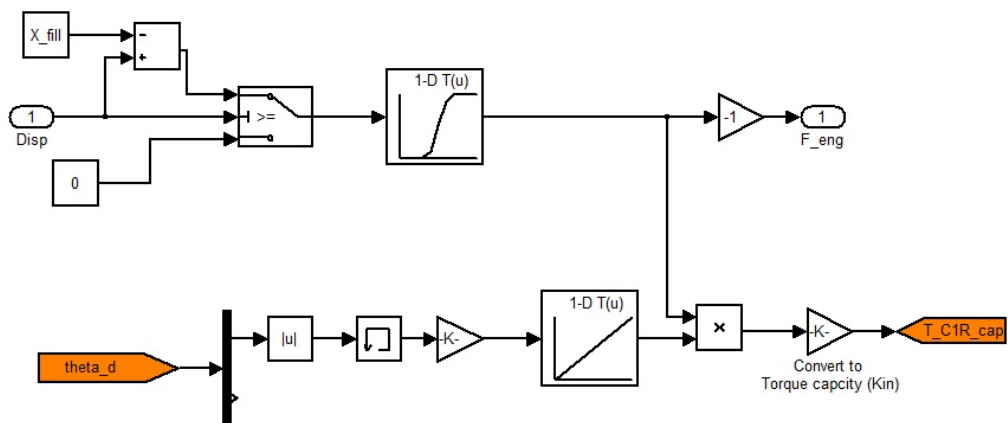 X_fill
-
+
1
Disp
>=
0
1-D T(u)
-1
1
F_eng
theta_d
|u|
-K-
1-D T(u)
×
-K-
Convert to
Torque capcity (Kin)
T_C1R_cap